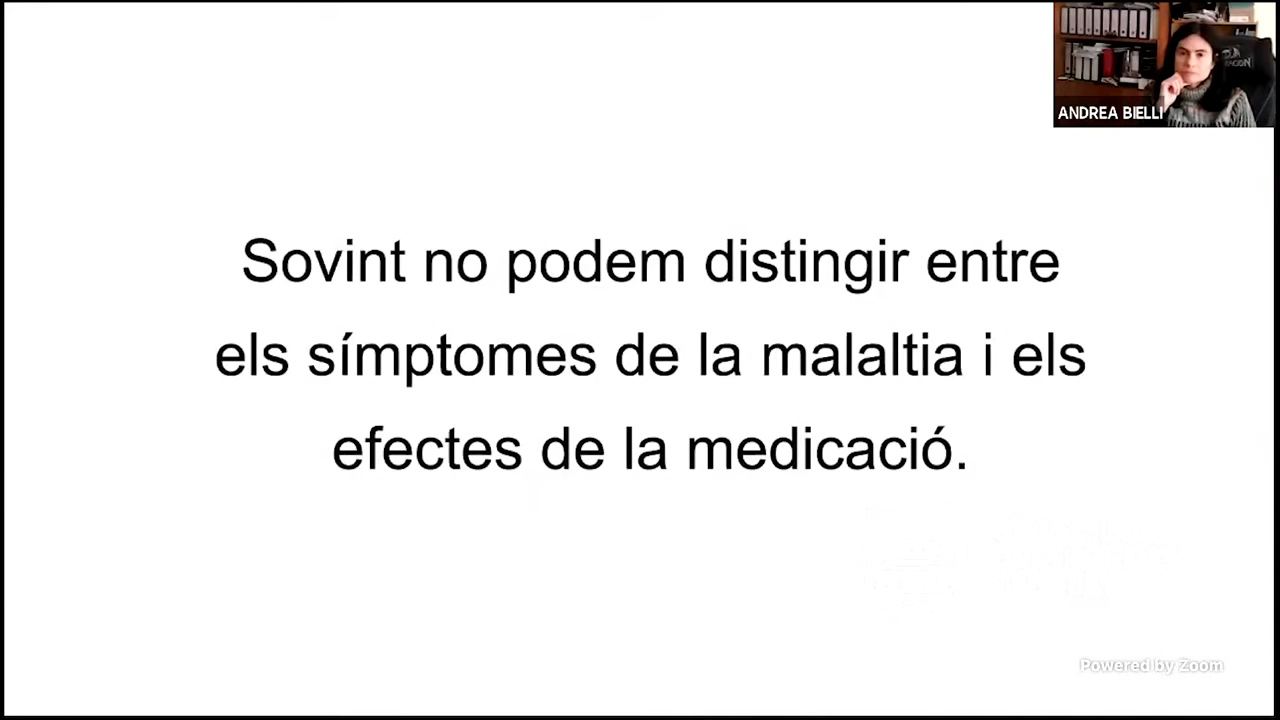 ANDREA BIELLI
Sovint no podem distingir entre
els símptomes de la malaltia i els
efectes de la medicació.
Powered by Zoom